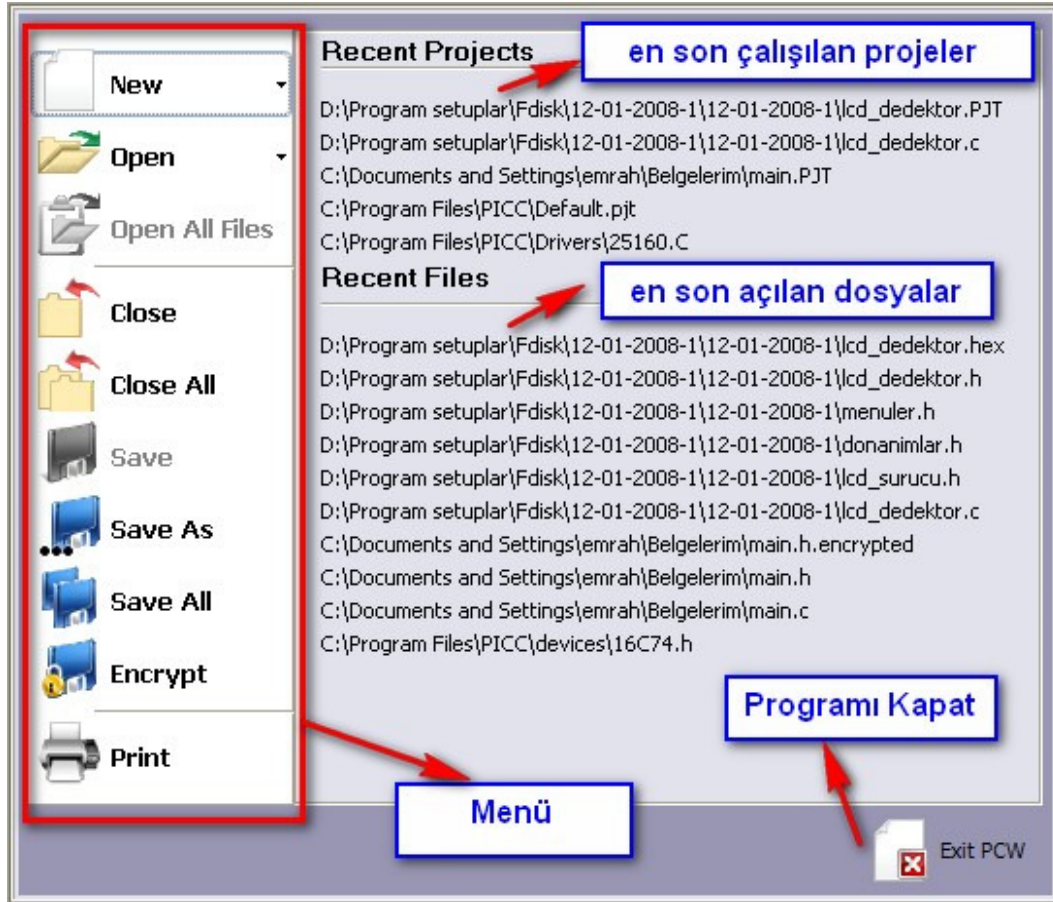 New
Open
Open All Files
Close
Close All
Save
Save As
Save All
Encrypt
Print
Recent Projects
en son çalışılan projeler
D:\Program setuplar\Fdisk\12-01-2008-1\12-01-2008-1\lcd_dedektor.PJT
D:\Program setuplar\Fdisk\12-01-2008-1\12-01-2008-1\lcd_dedektor.c
C:\Documents and Settings\emrah\Belgelerim\main.PJT
C:\Program Files\PICC\Default.pjt
C:\Program Files\PICC\Drivers\25160.C
Recent Files
en son açılan dosyalar
D:\Program setuplar\Fdisk\12-01-2008-1\12-01-2008-1\lcd_dedektor.hex
D:\Program setuplar\Fdisk\12-01-2008-1\12-01-2008-1\lcd_dedektor.h
D:\Program setuplar\Fdisk\12-01-2008-1\12-01-2008-1\menuler.h
D:\Program setuplar\Fdisk\12-01-2008-1\12-01-2008-1\donanimlar.h
D:\Program setuplar\Fdisk\12-01-2008-1\12-01-2008-1\lcd_surucu.h
D:\Program setuplar\Fdisk\12-01-2008-1\12-01-2008-1\lcd_dedektor.c
C:\Documents and Settings\emrah\Belgelerim\main.h.encrypted
C:\Documents and Settings\emrah\Belgelerim\main.h
C:\Documents and Settings\emrah\Belgelerim\main.c
C:\Program Files\PICC\devices\16C74.h
Programı Kapat
Menü
Exit PCW